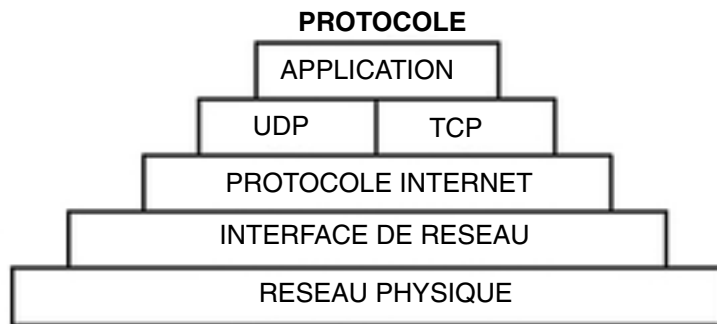 PROTOCOLE
APPLICATION
UDP TCP
PROTOCOLE INTERNET
INTERFACE DE RESEAU
RESEAU PHYSIQUE